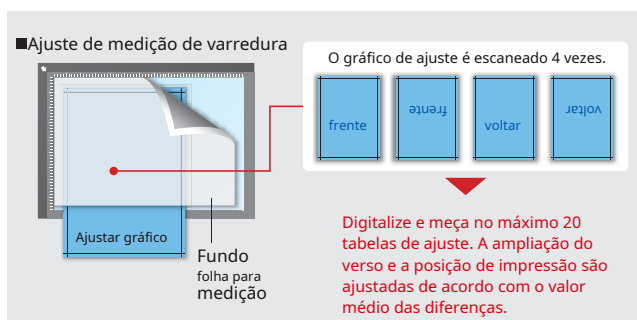 ■Ajuste de medição de varredura
O gráfico de ajuste é escaneado 4 vezes.
frente
frente
voltar
voltar
Ajustar gráfico
Fundo
folha para
medição
Digitalize e meça no máximo 20
tabelas de ajuste. A ampliação do
verso e a posição de impressão são
ajustadas de acordo com o valor
médio das diferenças.